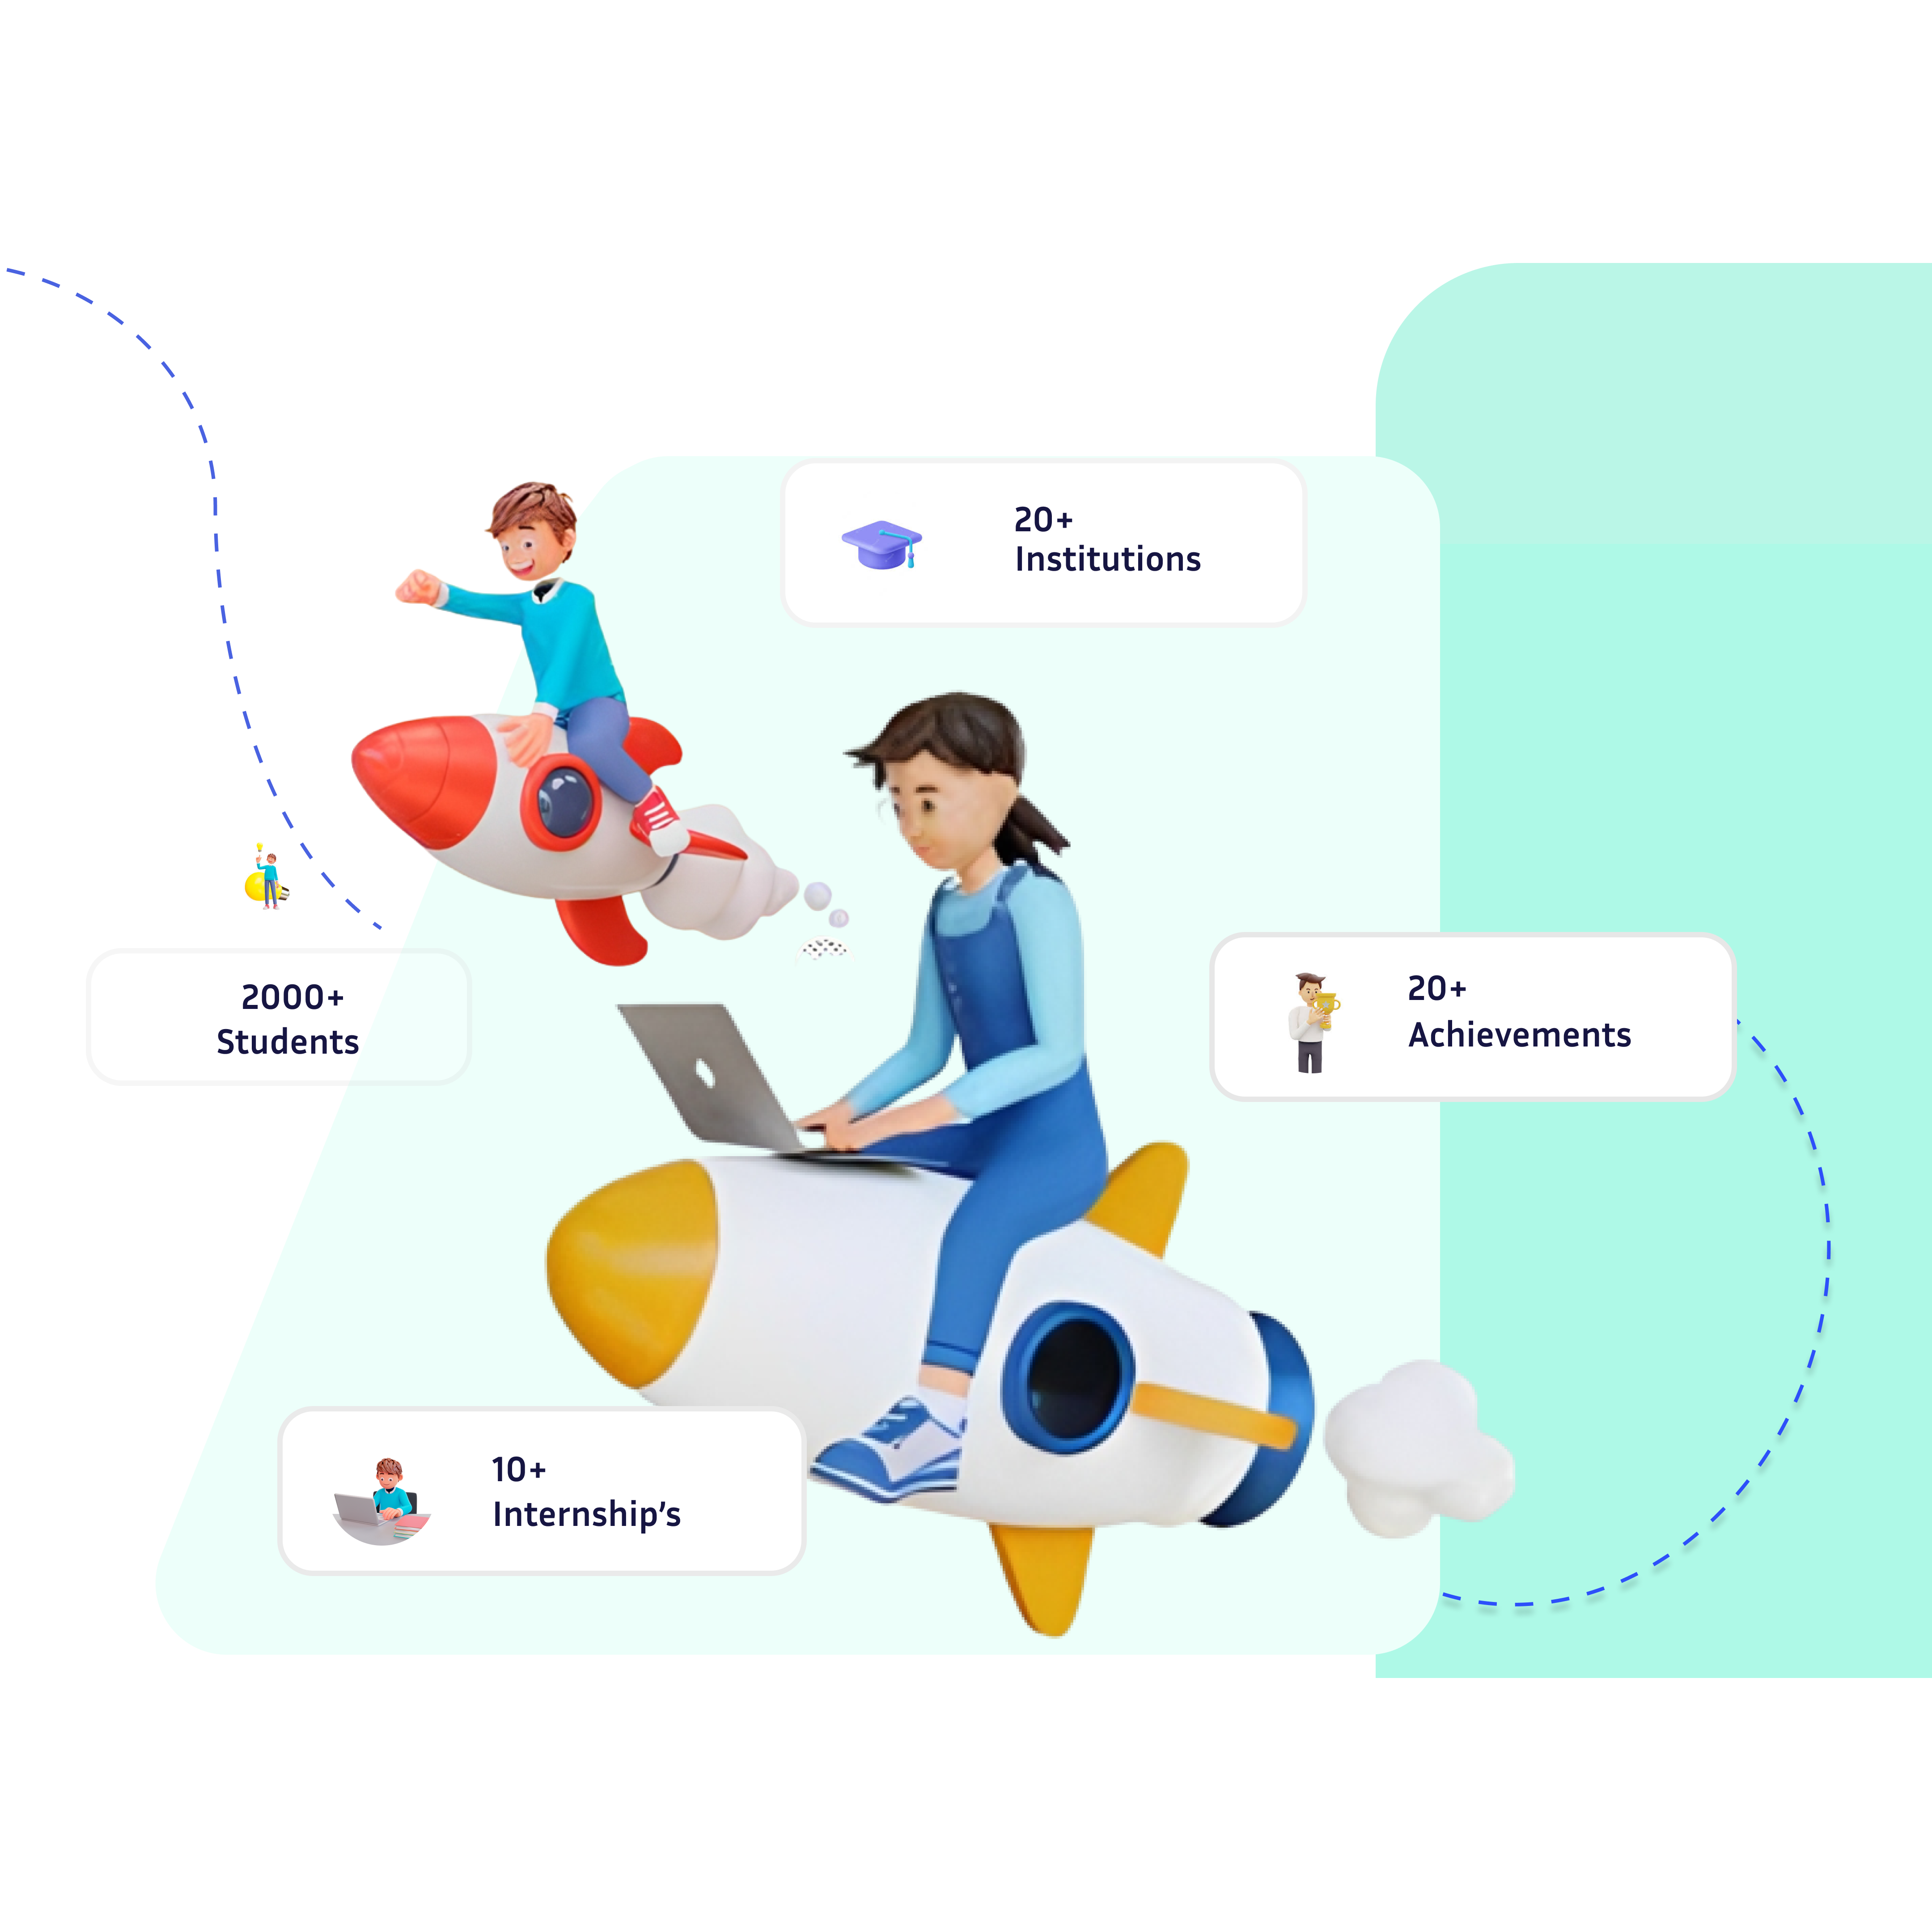 20+
Institutions
2000+
Students
20+
Achievements
10+
Internship’s